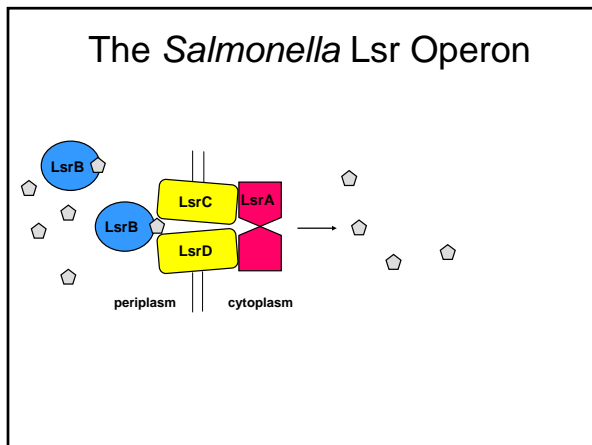 The Salmonella Lsr Operon
LsrB
LsrC
LsrA
LsrB
LsrD
periplasm
cytoplasm